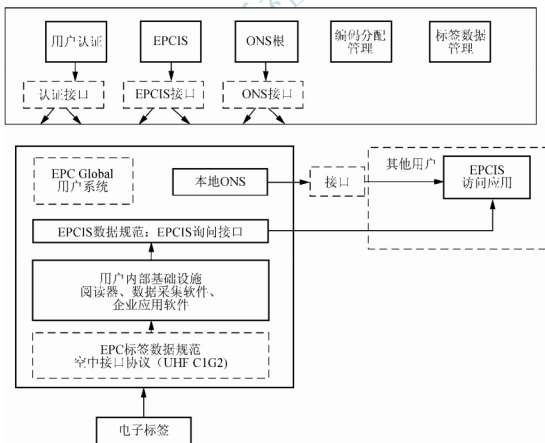 用户认证
EPCIS
ONS根
编码分配
管理
标签数据
管理
认证接口
EPCIS接口
ONS接口
EPC Global
用户系统
本地ONS
接口
其他用户
EPCIS
访问应用
EPCIS数据规范：EPCIS询问接口
用户内部基础设施
阅读器、数据采集软件、
企业应用软件
EPC标签数据规范
空中接口协议（UHF C1G2）
电子标签